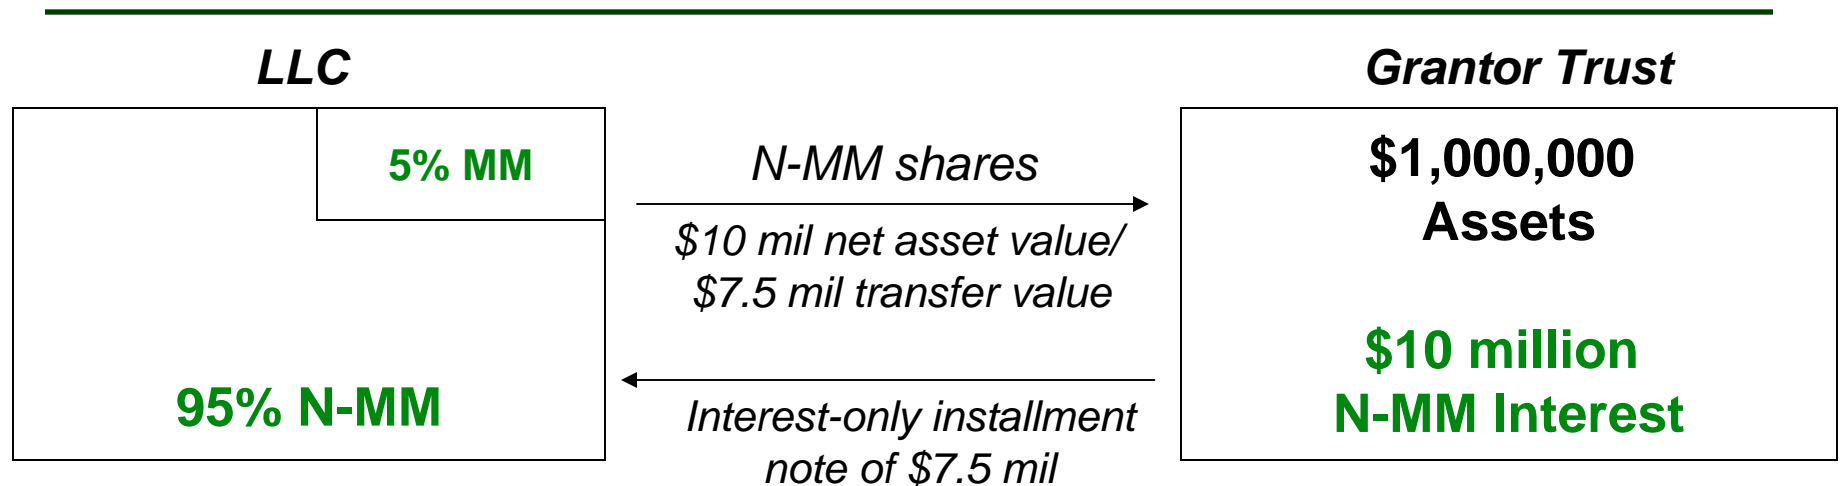 LLC
Grantor Trust
5% MM
95% N-MM
N-MM shares
$10 mil net asset value/
$7.5 mil transfer value
Interest-only installment
note of $7.5 mil
$1,000,000
Assets
$10 million
N-MM Interest